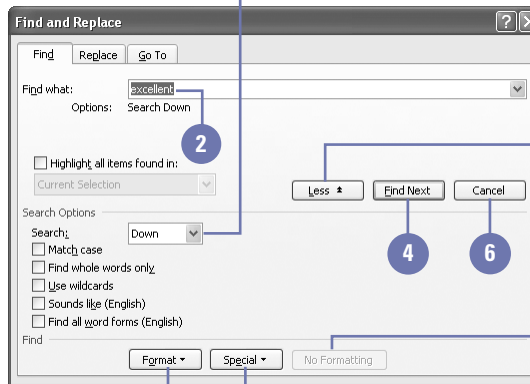 Find and Replace
Find Replace Go To
Find what: excellent
Options: Search Down
2
Highlight all items found in:
Current Selection
Less Find Next Cancel
4 6
Search Options
Search: Down
Match case
Find whole words only
Use wildcards
Sounds like (English)
Find all word forms (English)
Find
Format Special No Formatting